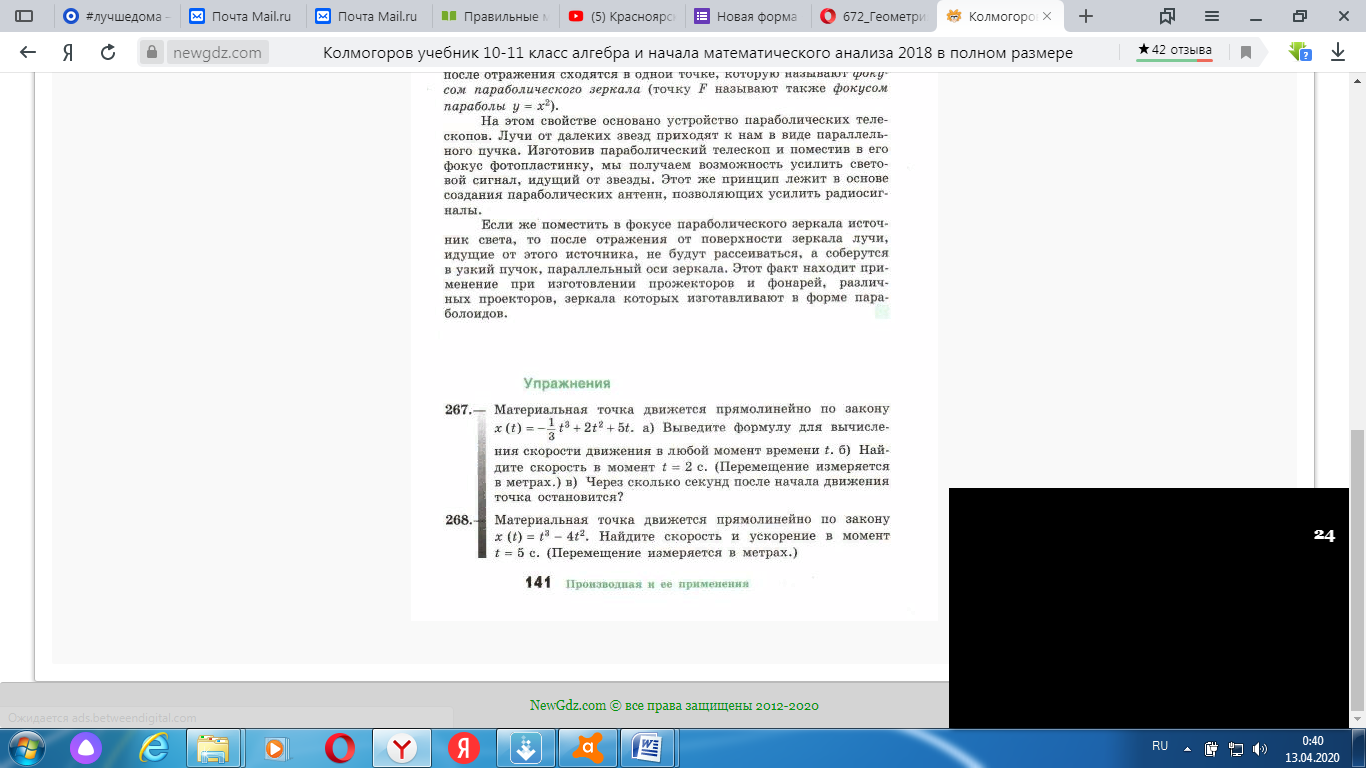 #лучшедома –
Почта Mail.ru
Почта Mail.ru
Правильные м
(5) Красноярс
Новая форма
672_Геометри
Колмогоров
newgdz.com
Колмогоров учебник 10-11 класс алгебра и начала математического анализа 2018 в полном размере
★42 отзыва
после отражения сходятся в одной точке, которую называют фоку-
сом параболического зеркала (точку F называют также фокусом
параболы y = x²).
На этом свойстве основано устройство параболических теле-
скопов. Лучи от далеких звезд приходят к нам в виде параллель-
ного пучка. Изготовив параболический телескоп и поместив в его
фокус фотопластинку, мы получаем возможность усилить свето-
вой сигнал, идущий от звезды. Этот же принцип лежит в основе
создания параболических антенн, позволяющих усилить радиосиг-
налы.
Если же поместить в фокусе параболического зеркала источ-
ник света, то после отражения от поверхности зеркала лучи,
идущие от этого источника, не будут рассеиваться, а соберутся
в узкий пучок, параллельный оси зеркала. Этот факт находит при-
менение при изготовлении прожекторов и фонарей, различ-
ных проекторов, зеркала которых изготавливают в форме пара-
болоидов.
Упражнения
267.— Материальная точка движется прямолинейно по закону
x (t) = −1/3 t³ + 2t² + 5t. а) Выведите формулу для вычисле-
ния скорости движения в любой момент времени t. б) Най-
дите скорость в момент t = 2 с. (Перемещение измеряется
в метрах.) в) Через сколько секунд после начала движения
точка остановится?
268.— Материальная точка движется прямолинейно по закону
x (t) = t³ − 4t². Найдите скорость и ускорение в момент
t = 5 с. (Перемещение измеряется в метрах.)
141 Производная и ее применения
24
NewGdz.com © все права защищены 2012-2020
Ожидается ads.betweendigital.com
RU
0:40
13.04.2020